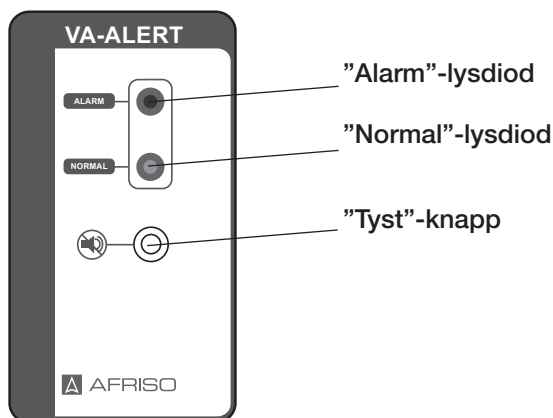 VA-ALERT
ALARM
”Alarm”-lysdiod
NORMAL
”Normal”-lysdiod
”Tyst”-knapp
AFRISO